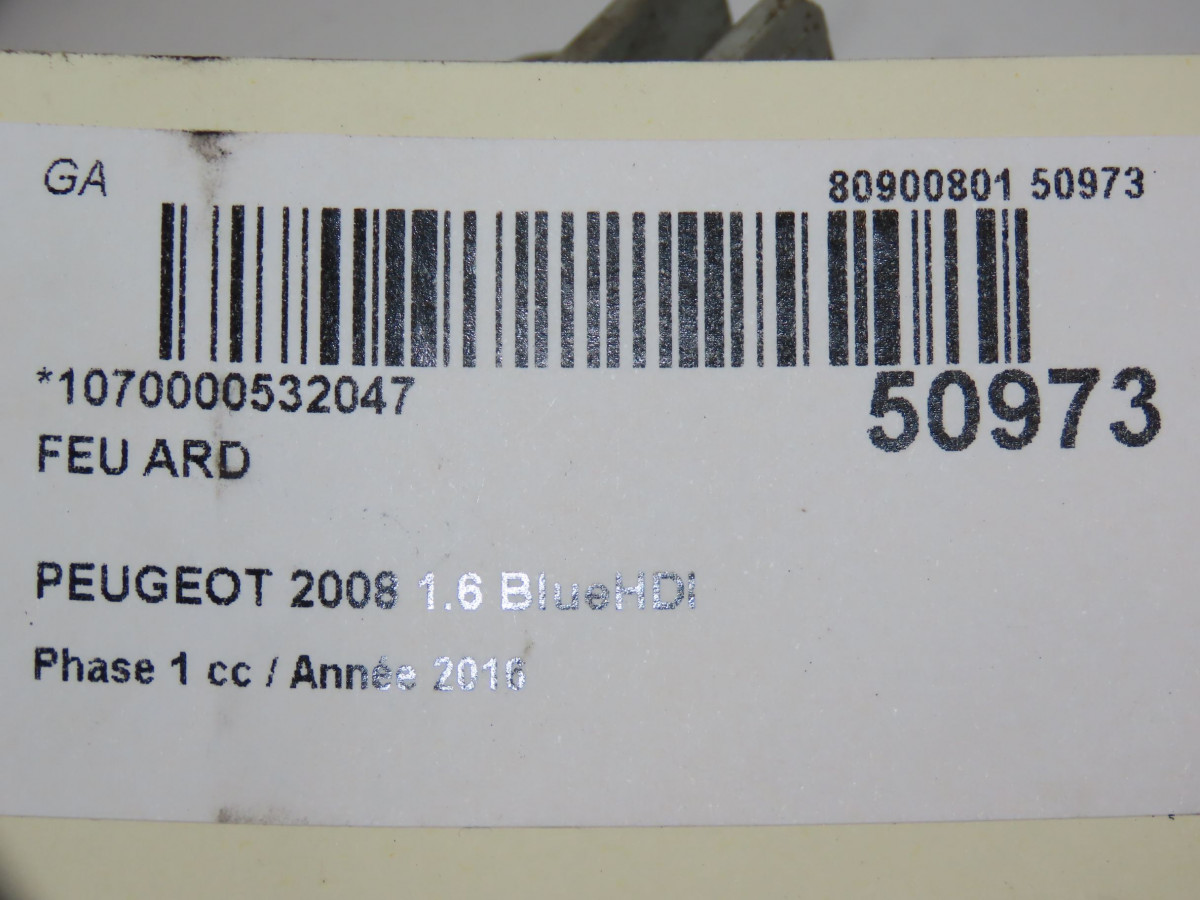 GA
80900801 50973
*1070000532047
50973
FEU ARD
PEUGEOT 2008 1.6 BlueHDi
Phase 1 cc / Année 2016